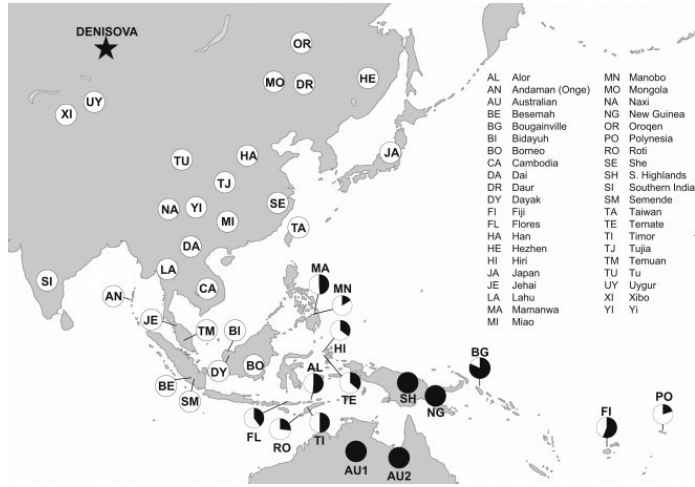 DENISOVA
OR
MO
DR
HE
UY
XI
JA
HA
TU
TJ
SE
NA
YI
MI
TA
DA
LA
CA
SI
AN
MA
MN
JE
TM
BI
HI
DY
BO
AL
BE
SM
TE
SH
NG
BG
FL
RO
TI
AU1
AU2
FI
PO
AL Alor
AN Andaman (Onge)
AU Australian
BE Besemah
BG Bougainville
BI Bidayuh
BO Borneo
CA Cambodia
DA Dai
DR Daur
DY Dayak
FI Fiji
FL Flores
HA Han
HE Hezhen
HI Hiri
JA Japan
JE Jehai
LA Lahu
MA Mamanwa
MI Miao
MN Manobo
MO Mongola
NA Naxi
NG New Guinea
OR Oroqen
PO Polynesia
RO Roti
SE She
SH S. Highlands
SI Southern India
SM Semende
TA Taiwan
TE Ternate
TI Timor
TJ Tujia
TM Temuan
TU Tu
UY Uygur
XI Xibo
YI Yi